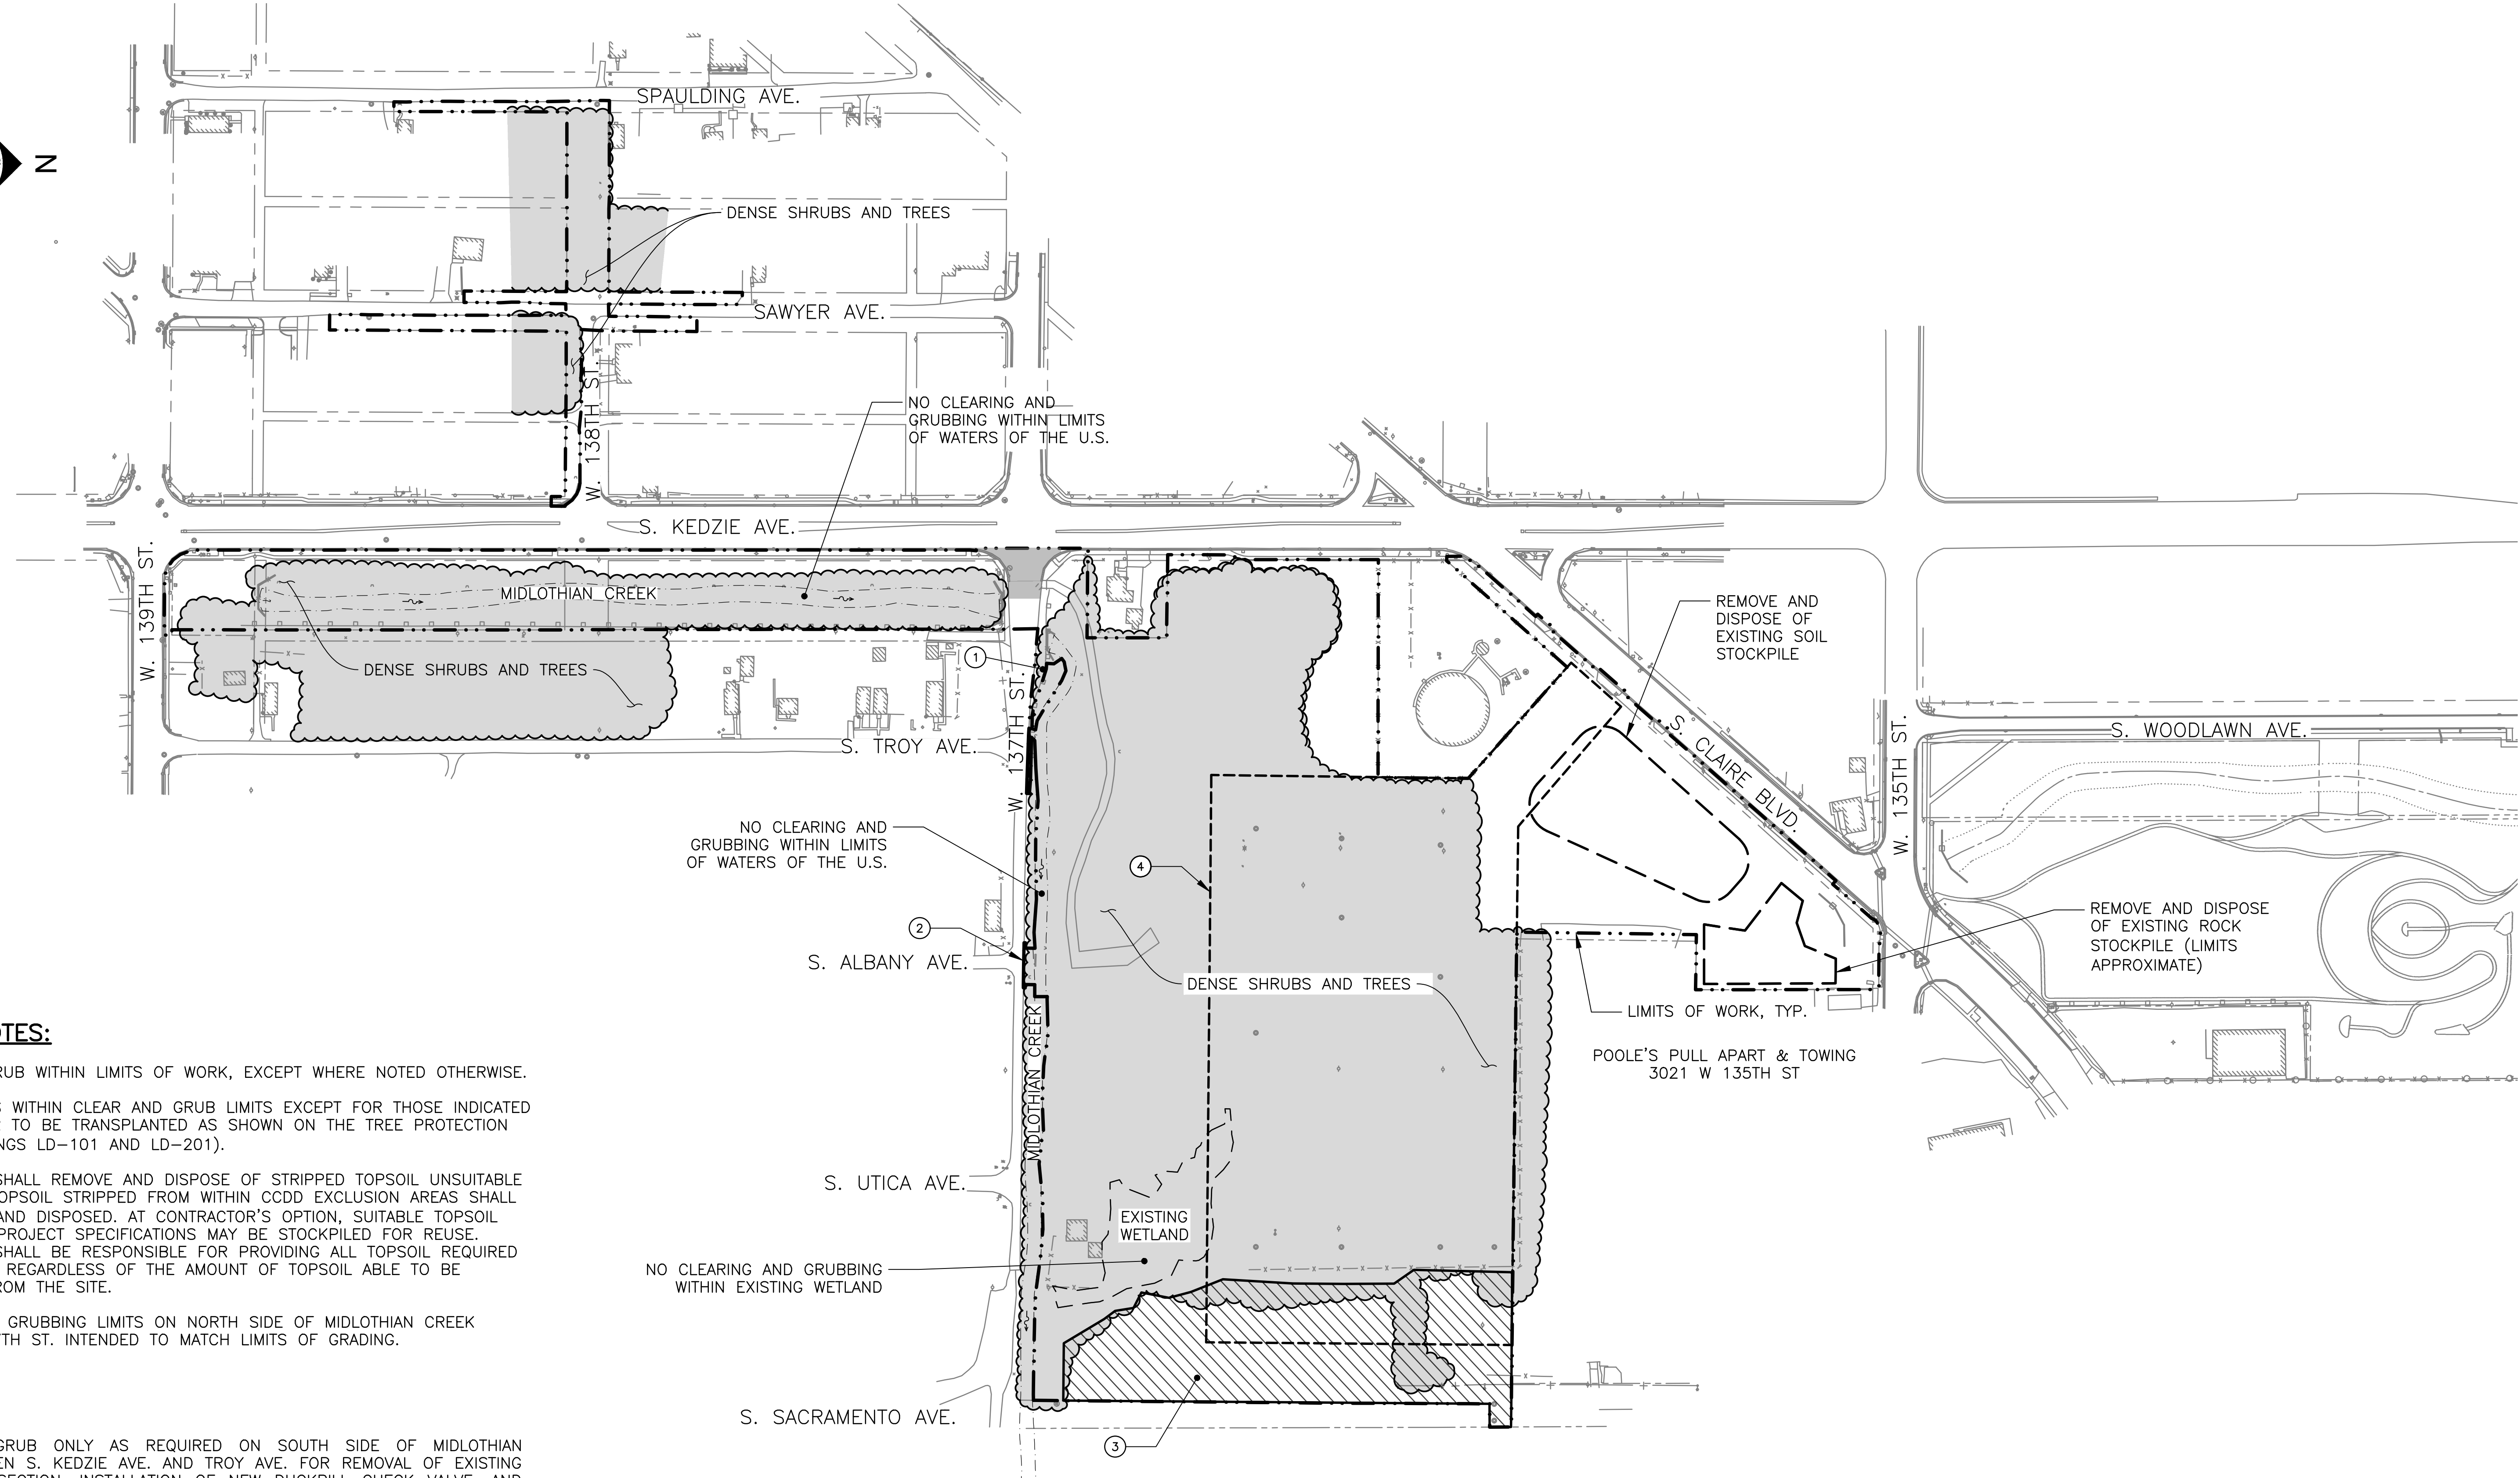 N
SPAULDING AVE.
DENSE SHRUBS AND TREES
SAWYER AVE.
W. 138TH ST.
NO CLEARING AND
GRUBBING WITHIN LIMITS
OF WATERS OF THE U.S.
S. KEDZIE AVE.
W. 139TH ST.
MIDLOTHIAN CREEK
DENSE SHRUBS AND TREES
1
W. 137TH ST.
S. TROY AVE.
REMOVE AND
DISPOSE OF
EXISTING SOIL
STOCKPILE
S. CLAIRE BLVD.
W. 135TH ST.
S. WOODLAWN AVE.
NO CLEARING AND
GRUBBING WITHIN LIMITS
OF WATERS OF THE U.S.
4
2
S. ALBANY AVE.
DENSE SHRUBS AND TREES
REMOVE AND DISPOSE
OF EXISTING ROCK
STOCKPILE (LIMITS
APPROXIMATE)
LIMITS OF WORK, TYP.
POOLE'S PULL APART & TOWING
3021 W 135TH ST
MIDLOTHIAN CREEK
S. UTICA AVE.
EXISTING
WETLAND
NO CLEARING AND GRUBBING
WITHIN EXISTING WETLAND
S. SACRAMENTO AVE.
3
OTES:
RUB WITHIN LIMITS OF WORK, EXCEPT WHERE NOTED OTHERWISE.
S WITHIN CLEAR AND GRUB LIMITS EXCEPT FOR THOSE INDICATED
TO BE TRANSPLANTED AS SHOWN ON THE TREE PROTECTION
NGS LD-101 AND LD-201).
SHALL REMOVE AND DISPOSE OF STRIPPED TOPSOIL UNSUITABLE
OPSOIL STRIPPED FROM WITHIN CCDD EXCLUSION AREAS SHALL
AND DISPOSED. AT CONTRACTOR'S OPTION, SUITABLE TOPSOIL
PROJECT SPECIFICATIONS MAY BE STOCKPILED FOR REUSE.
SHALL BE RESPONSIBLE FOR PROVIDING ALL TOPSOIL REQUIRED
REGARDLESS OF THE AMOUNT OF TOPSOIL ABLE TO BE
ROM THE SITE.
GRUBBING LIMITS ON NORTH SIDE OF MIDLOTHIAN CREEK
7TH ST. INTENDED TO MATCH LIMITS OF GRADING.
GRUB ONLY AS REQUIRED ON SOUTH SIDE OF MIDLOTHIAN
EN S. KEDZIE AVE. AND TROY AVE. FOR REMOVAL OF EXISTING
SECTION, INSTALLATION OF NEW DUCKBILL CHECK VALVE, AND